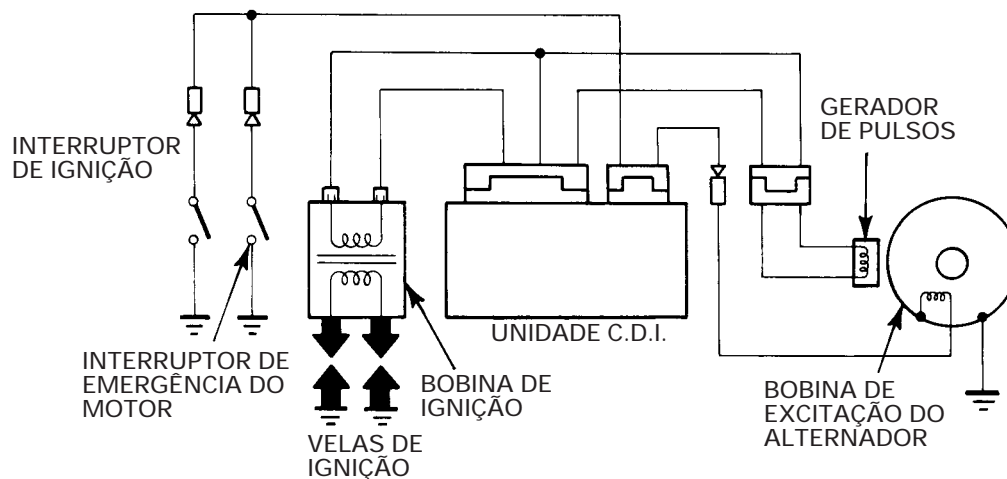 INTERRUPTOR
DE IGNIÇÃO
GERADOR
DE PULSOS
UNIDADE C.D.I.
INTERRUPTOR DE
EMERGÊNCIA DO
MOTOR
BOBINA DE
IGNIÇÃO
VELAS DE
IGNIÇÃO
BOBINA DE
EXCITAÇÃO DO
ALTERNADOR